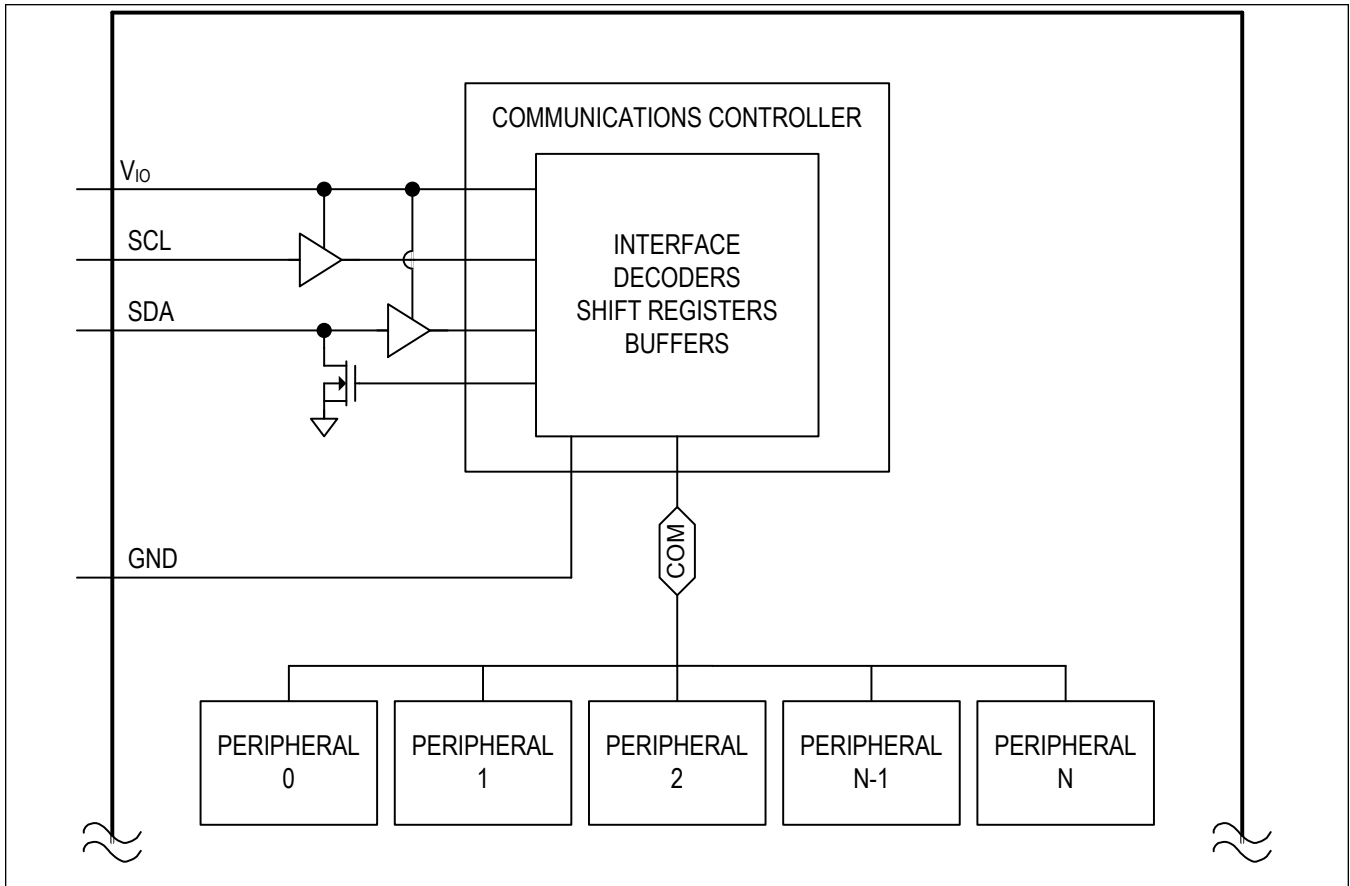 COMMUNICATIONS CONTROLLER
VIO
SCL
SDA
INTERFACE
DECODERS
SHIFT REGISTERS
BUFFERS
GND
COM
PERIPHERAL
0
PERIPHERAL
1
PERIPHERAL
2
PERIPHERAL
N-1
PERIPHERAL
N